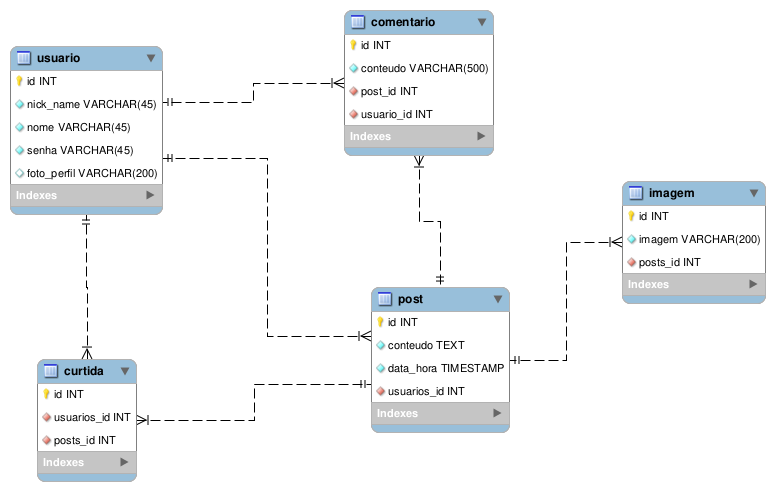 usuario
id INT
nick_name VARCHAR(45)
nome VARCHAR(45)
senha VARCHAR(45)
foto_perfil VARCHAR(200)
Indexes
comentario
id INT
conteudo VARCHAR(500)
post_id INT
usuario_id INT
Indexes
imagem
id INT
imagem VARCHAR(200)
posts_id INT
Indexes
post
id INT
conteudo TEXT
data_hora TIMESTAMP
usuarios_id INT
Indexes
curtida
id INT
usuarios_id INT
posts_id INT
Indexes